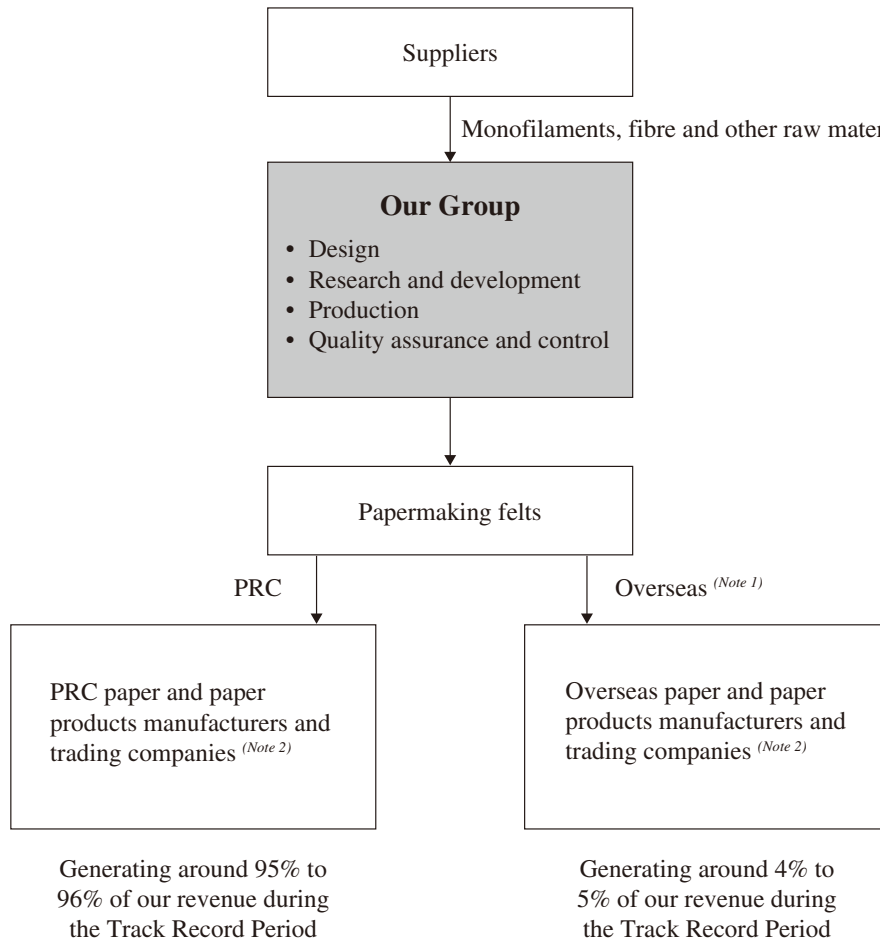 Suppliers
Monofilaments, fibre and other raw
Our Group
• Design
• Research and development
• Production
• Quality assurance and control
Papermaking felts
PRC
Overseas (Note 1)
PRC paper and paper
products manufacturers and
trading companies (Note 2)
Overseas paper and paper
products manufacturers and
trading companies (Note 2)
Generating around 95% to
96% of our revenue during
the Track Record Period
Generating around 4% to
5% of our revenue during
the Track Record Period